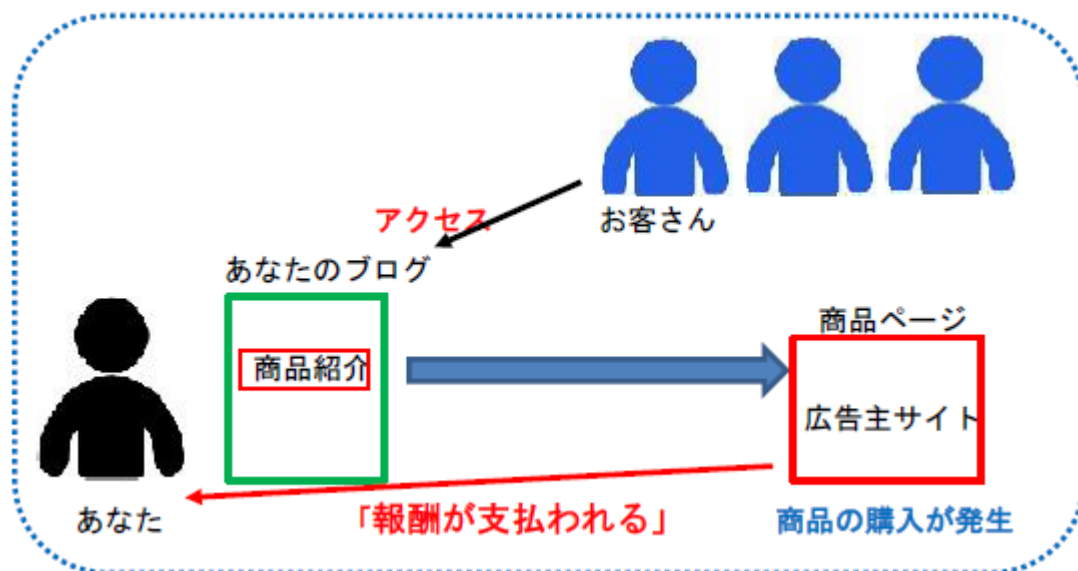 お客さん
アクセス
あなたのブログ
商品紹介
商品ページ
広告主サイト
あなた
「報酬が支払われる」
商品の購入が発生